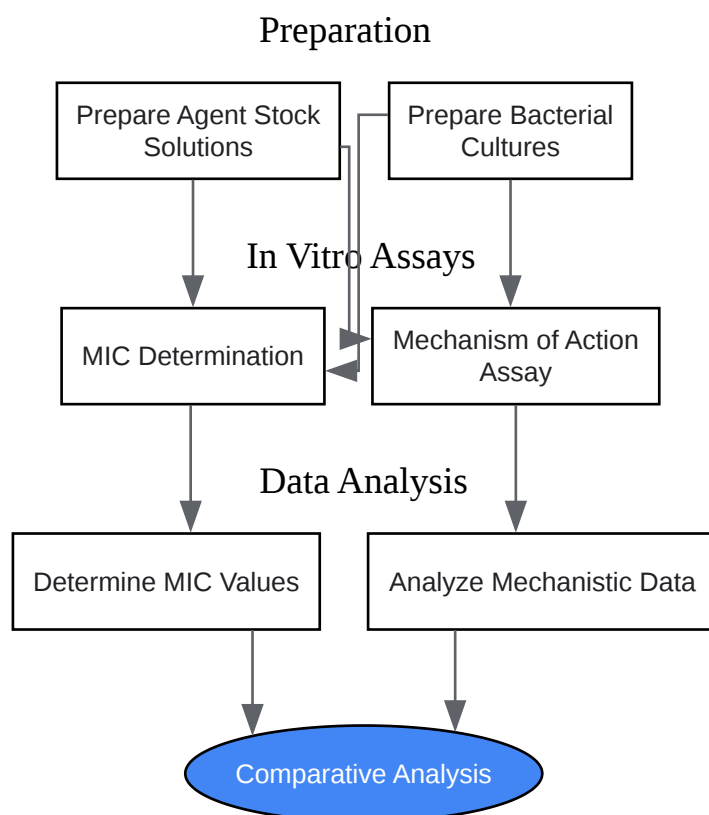 Preparation
Prepare Agent Stock
Solutions
Prepare Bacterial
Cultures
In Vitro Assays
MIC Determination
Mechanism of Action
Assay
Data Analysis
Determine MIC Values
Analyze Mechanistic Data
Comparative Analysis